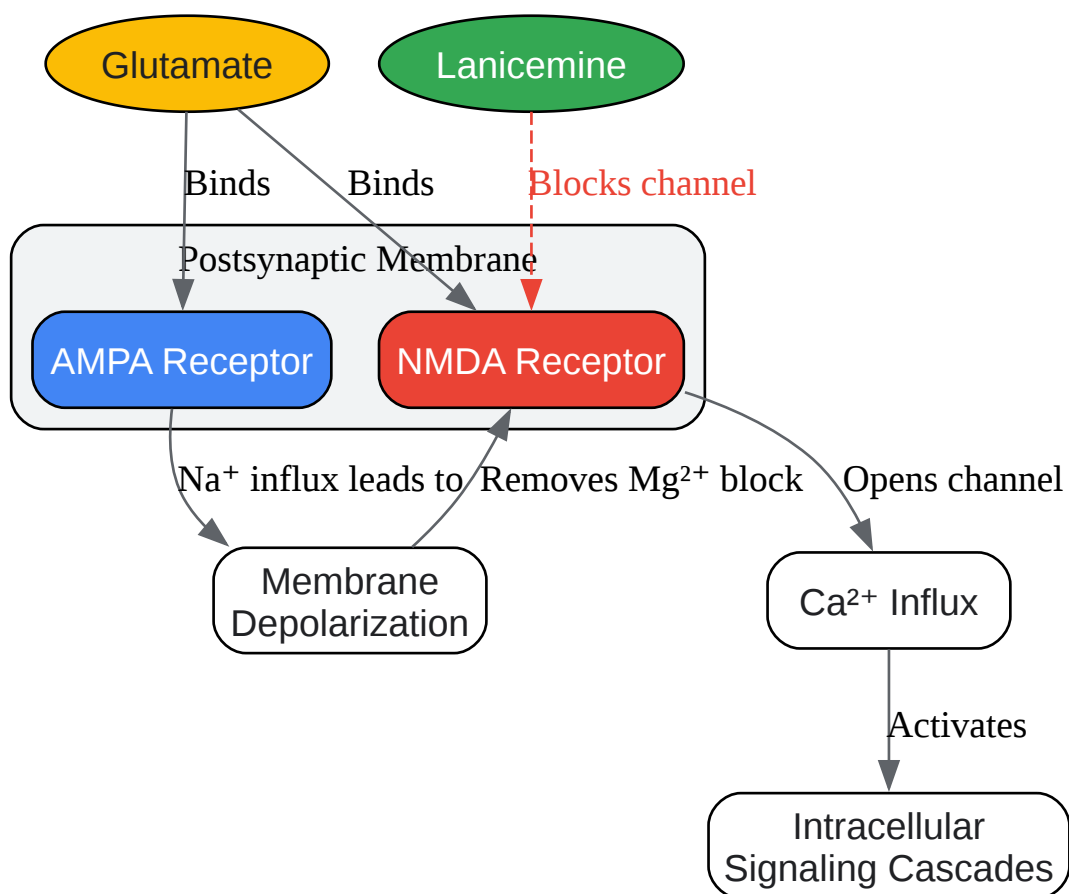 Glutamate
Lanicemine
Binds
Binds
Blocks channel
Postsynaptic Membrane
AMPA Receptor
NMDA Receptor
Na⁺ influx leads to
Removes Mg²⁺ block
Opens channel
Membrane
Depolarization
Ca²⁺ Influx
Activates
Intracellular
Signaling Cascades